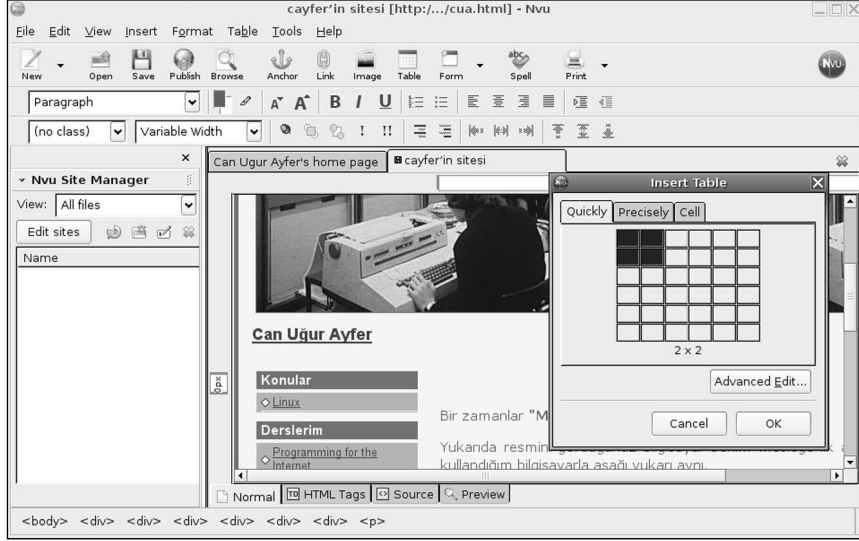 cayfer'in sitesi [http:/.../cua.html] - Nvu
File Edit View Insert Format Table Tools Help
New Open Save Publish Browse Anchor Link Image Table Form Spell Print
Nvu
Paragraph
B I U
(no class) Variable Width
! !!
Can Ugur Ayfer's home page
cayfer'in sitesi
Nvu Site Manager
View: All files
Edit sites
Name
0px
Can Uğur Ayfer
Konular
Linux
Derslerim
Programming for the
Internet
Bir zamanlar "M
Yukarıda resmin
kullandığım bilgisayarla aşağı yukarı aynı.
Insert Table
Quickly Precisely Cell
2 x 2
Advanced Edit...
Cancel OK
Normal HTML Tags Source Preview
<body> <div> <div> <div> <div> <div> <div> <p>